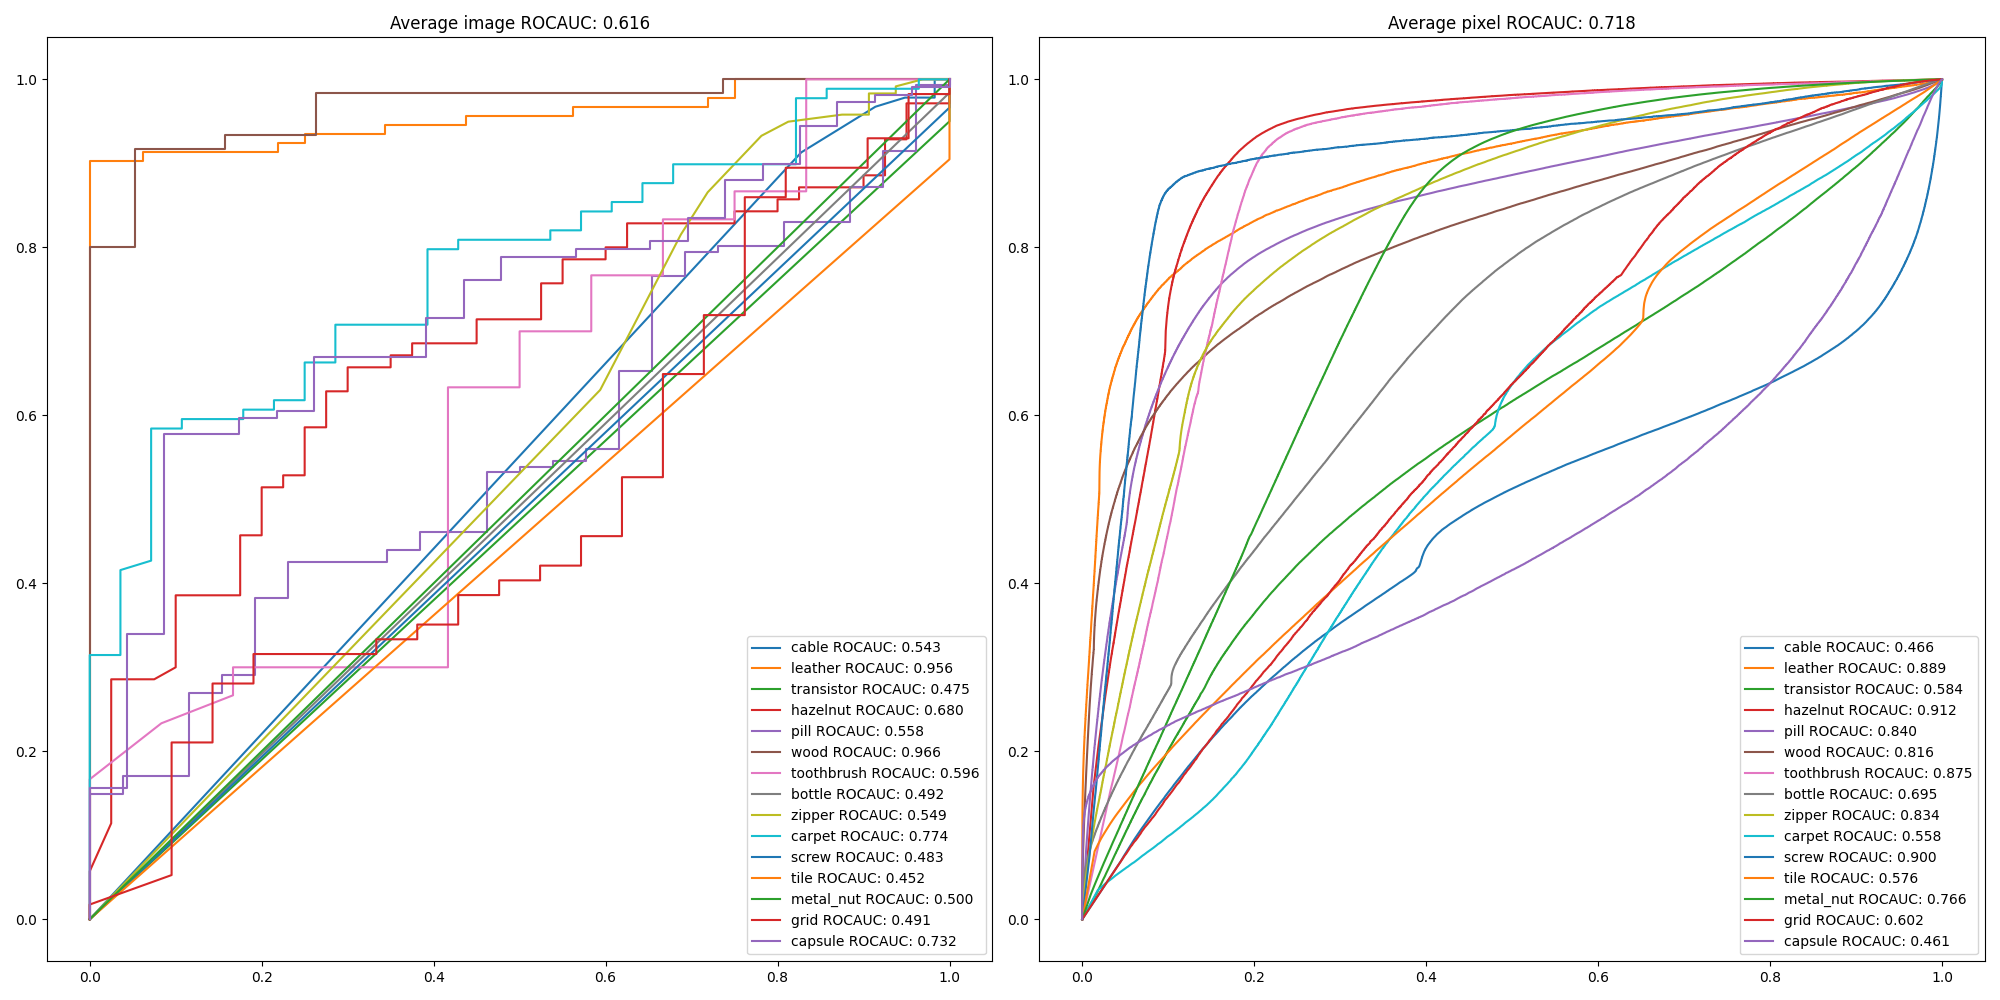 Average image ROCAUC: 0.616
1.0
0.8
0.6
0.4
0.2
0.0
0.0 0.2 0.4 0.6 0.8 1.0
cable ROCAUC: 0.543
leather ROCAUC: 0.956
transistor ROCAUC: 0.475
hazelnut ROCAUC: 0.680
pill ROCAUC: 0.558
wood ROCAUC: 0.966
toothbrush ROCAUC: 0.596
bottle ROCAUC: 0.492
zipper ROCAUC: 0.549
carpet ROCAUC: 0.774
screw ROCAUC: 0.483
tile ROCAUC: 0.452
metal_nut ROCAUC: 0.500
grid ROCAUC: 0.491
capsule ROCAUC: 0.732
Average pixel ROCAUC: 0.718
1.0
0.8
0.6
0.4
0.2
0.0
0.0 0.2 0.4 0.6 0.8 1.0
cable ROCAUC: 0.466
leather ROCAUC: 0.889
transistor ROCAUC: 0.584
hazelnut ROCAUC: 0.912
pill ROCAUC: 0.840
wood ROCAUC: 0.816
toothbrush ROCAUC: 0.875
bottle ROCAUC: 0.695
zipper ROCAUC: 0.834
carpet ROCAUC: 0.558
screw ROCAUC: 0.900
tile ROCAUC: 0.576
metal_nut ROCAUC: 0.766
grid ROCAUC: 0.602
capsule ROCAUC: 0.461